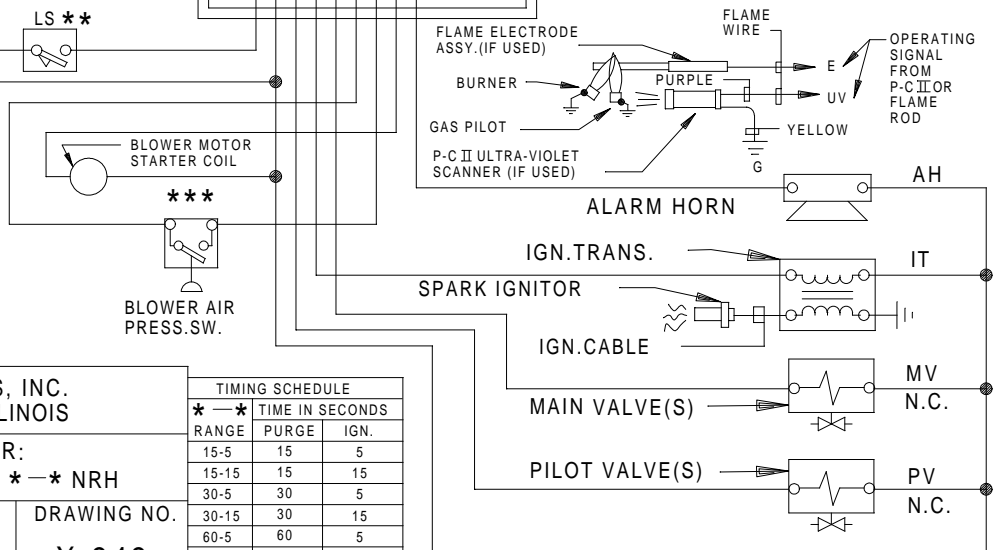 LS **
FLAME ELECTRODE
ASSY.(IF USED)
FLAME
WIRE
OPERATING
SIGNAL
FROM
P-C II OR
FLAME
ROD
BURNER
PURPLE
E
UV
GAS PILOT
YELLOW
P-C II ULTRA-VIOLET
SCANNER (IF USED)
G
BLOWER MOTOR
STARTER COIL
***
AH
ALARM HORN
IGN.TRANS.
IT
SPARK IGNITOR
BLOWER AIR
PRESS.SW.
IGN.CABLE
MV
N.C.
MAIN VALVE(S)
PILOT VALVE(S)
PV
N.C.
S, INC.
LINOIS
R:
*—* NRH
DRAWING NO.
TIMING SCHEDULE
*—* TIME IN SECONDS
RANGE PURGE IGN.
15-5 15 5
15-15 15 15
30-5 30 5
30-15 30 15
60-5 60 5